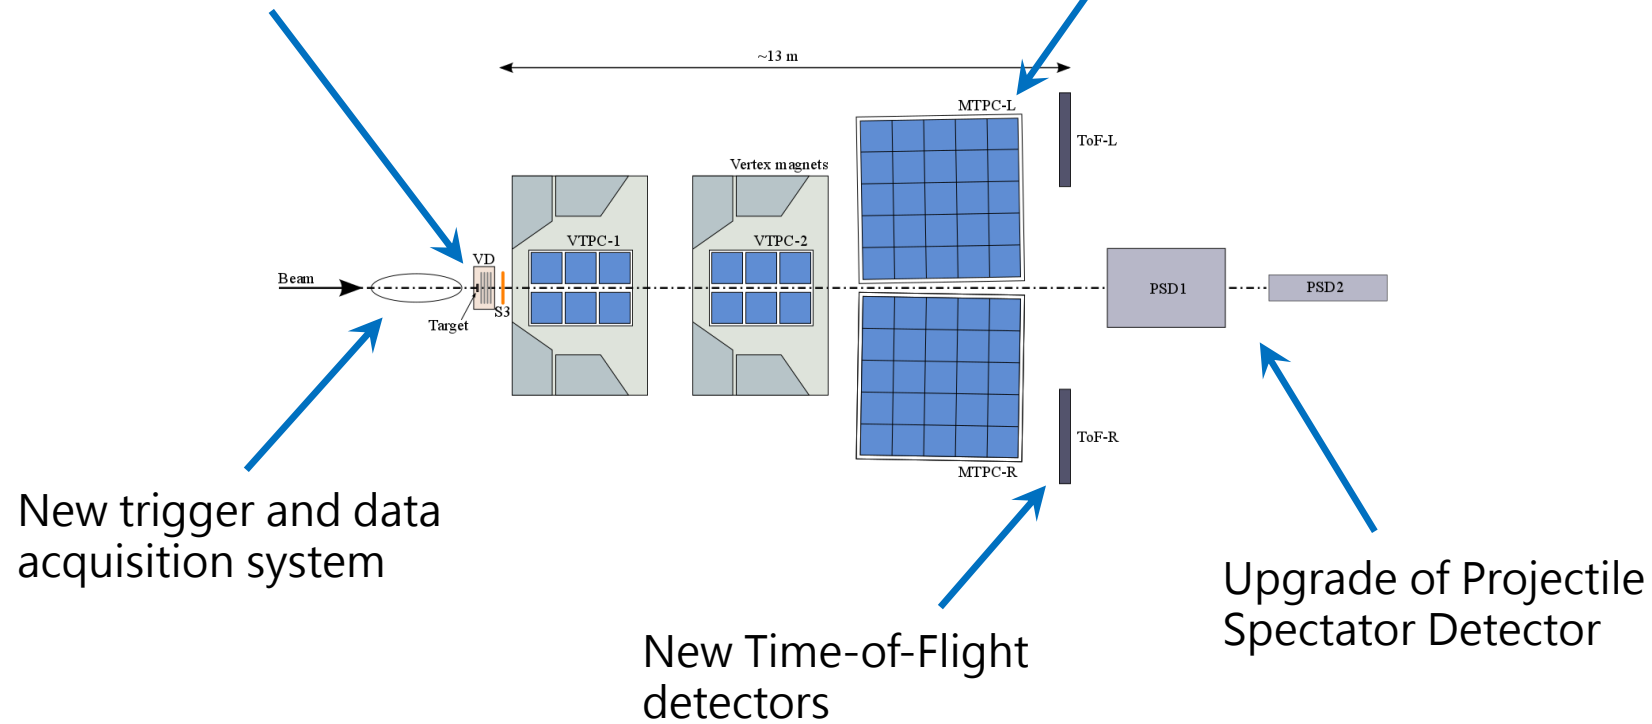 ~13 m
MTPC-L
ToF-L
Vertex magnets
VTPC-1
VTPC-2
VD
Beam
S3
Target
PSD1
PSD2
ToF-R
MTPC-R
New trigger and data
acquisition system
Upgrade of Projectile
Spectator Detector
New Time-of-Flight
detectors